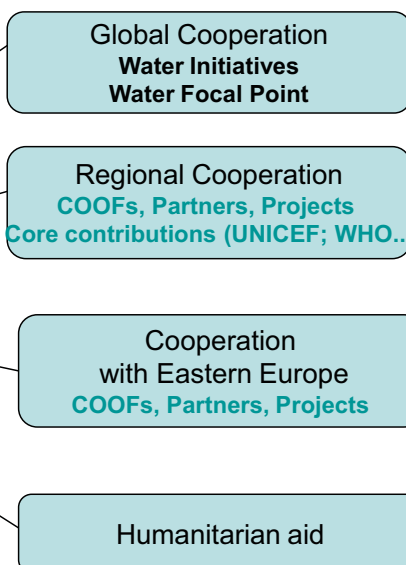 Global Cooperation
Water Initiatives
Water Focal Point
Regional Cooperation
COOFs, Partners, Projects
Core contributions (UNICEF; WHO..
Cooperation
with Eastern Europe
COOFs, Partners, Projects
Humanitarian aid